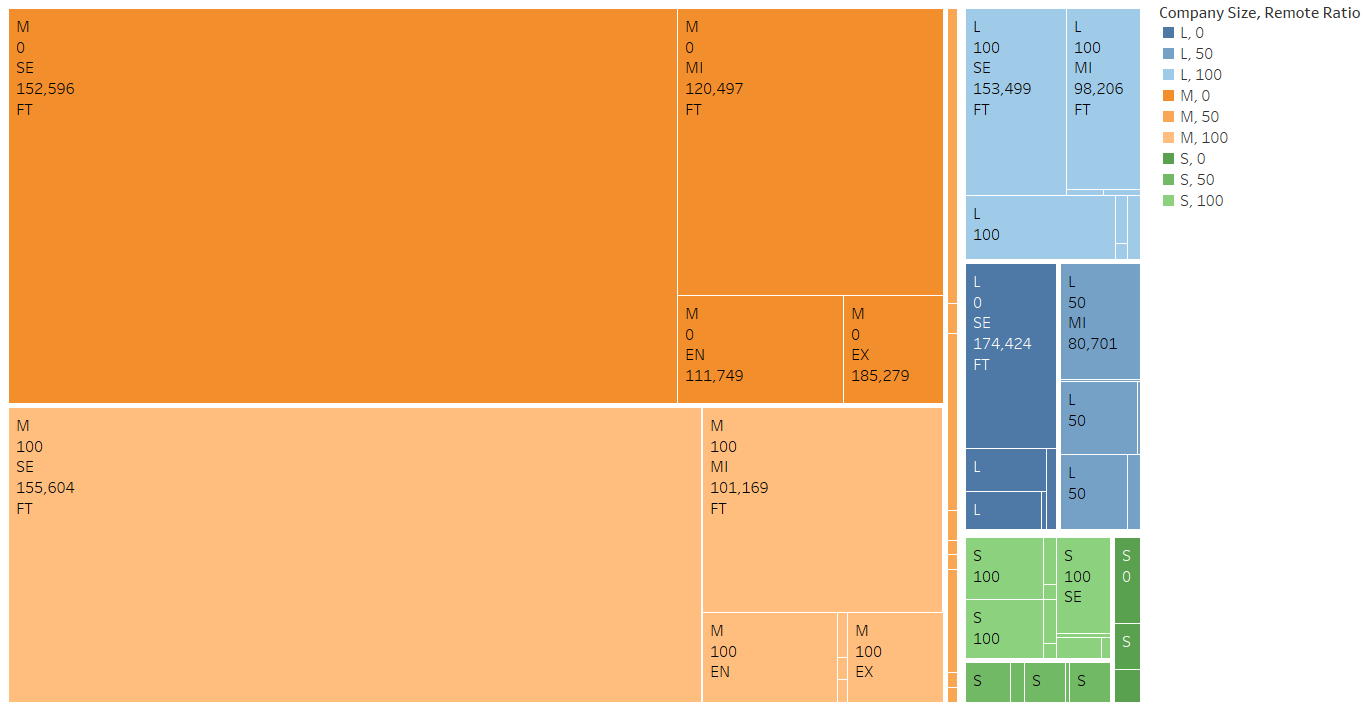 M
0
SE
152,596
FT
M
0
MI
120,497
FT
M
0
EN
111,749
M
0
EX
185,279
M
100
SE
155,604
FT
M
100
MI
101,169
FT
M
100
EN
M
100
EX
L
100
SE
153,499
FT
L
100
MI
98,206
FT
L
100
L
0
SE
174,424
FT
L
L
L
50
MI
80,701
L
50
L
50
S
100
S
100
S
100
SE
S
0
S
S
S
S
Company Size, Remote Ratio
L, 0
L, 50
L, 100
M, 0
M, 50
M, 100
S, 0
S, 50
S, 100